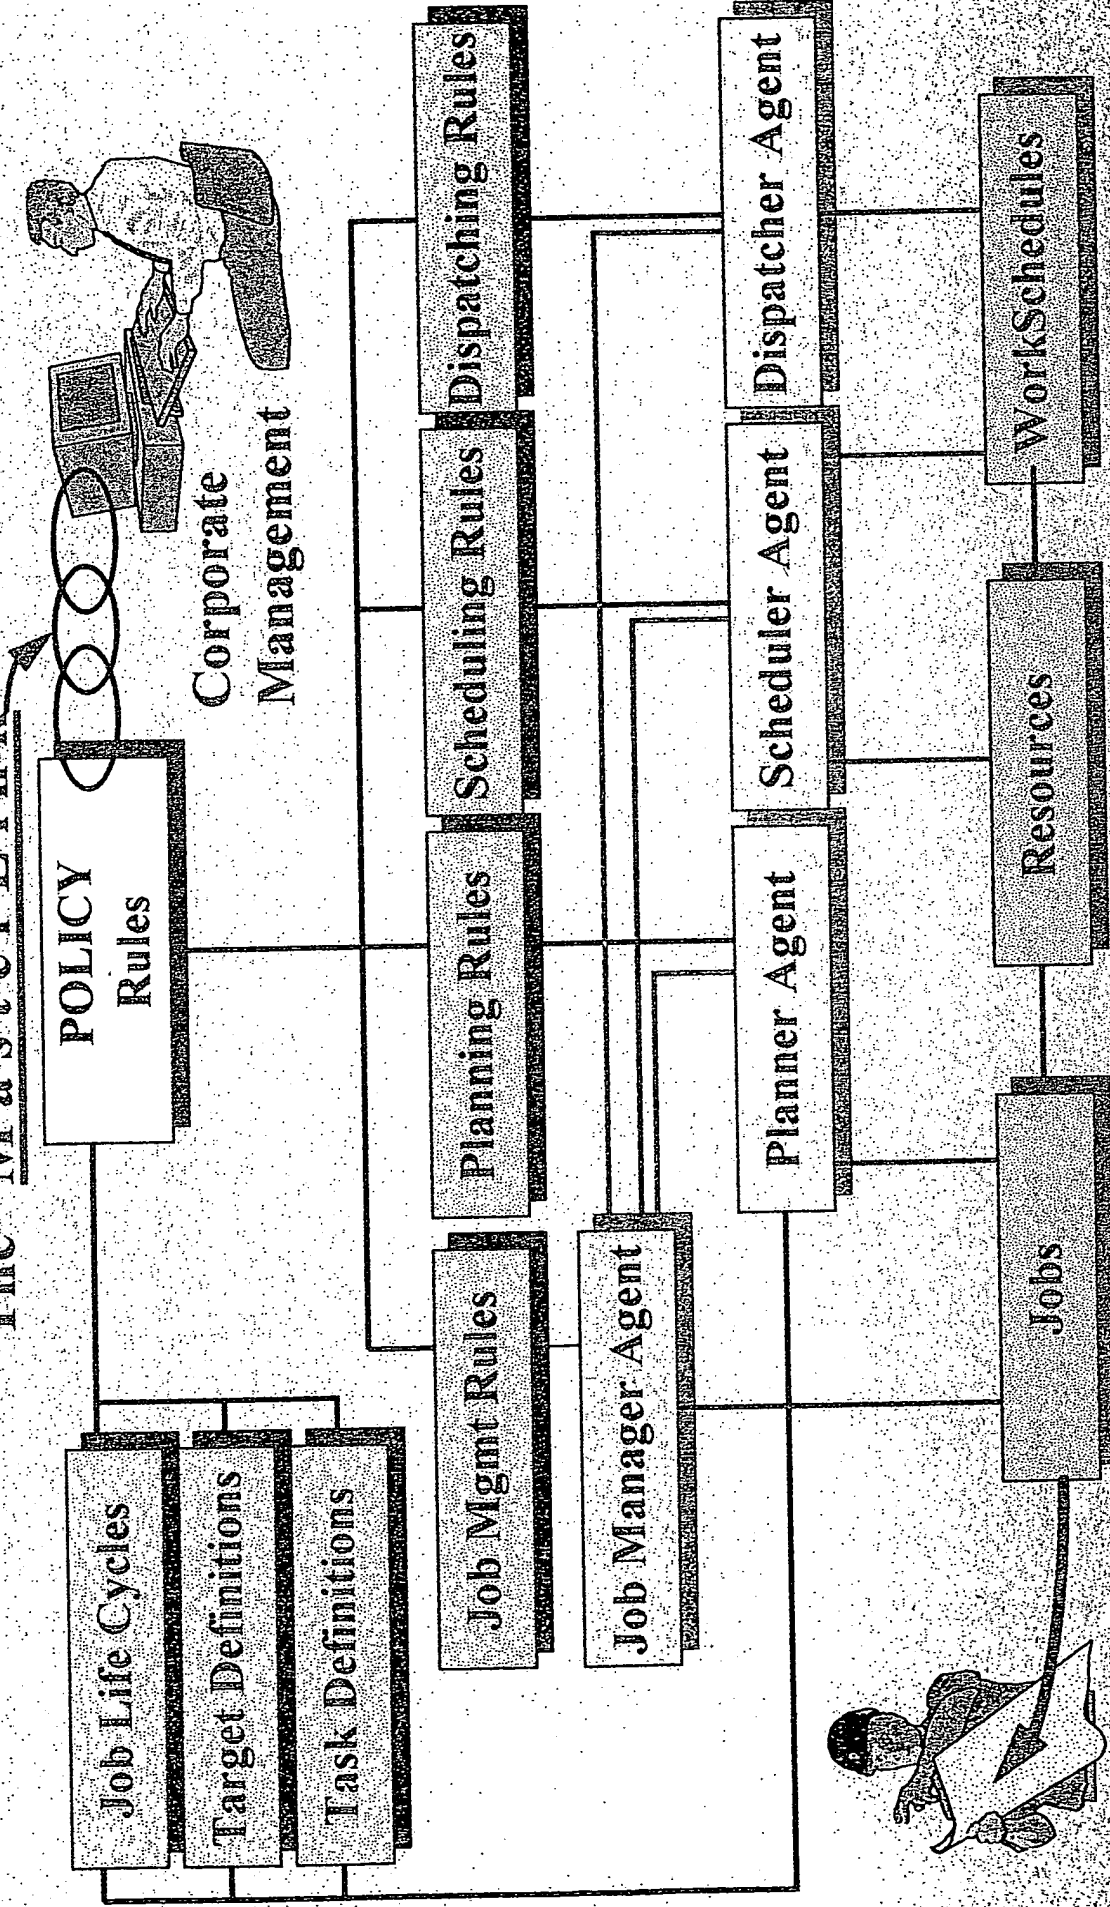 Job Life Cycles
Target Definitions
Task Definitions
POLICY
Rules
Corporate
Management
Job Mgmt Rules
Planning Rules
Scheduling Rules
Dispatching Rules
Job Manager Agent
Planner Agent
Scheduler Agent
Dispatcher Agent
Jobs
Resources
WorkSchedules